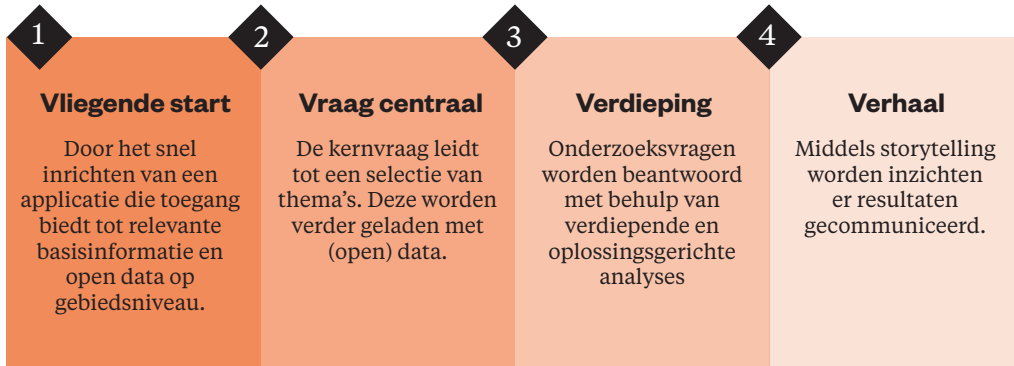 1
Vliegende start
Door het snel
inrichten van een
applicatie die toegang
biedt tot relevante
basisinformatie en
open data op
gebiedsniveau.
2
Vraag centraal
De kernvraag leidt
tot een selectie van
thema’s. Deze worden
verder geladen met
(open) data.
3
Verdieping
Onderzoeksvragen
worden beantwoord
met behulp van
verdiepende en
oplossingsgerichte
analyses
4
Verhaal
Middels storytelling
worden inzichten
er resultaten
gecommuniceerd.